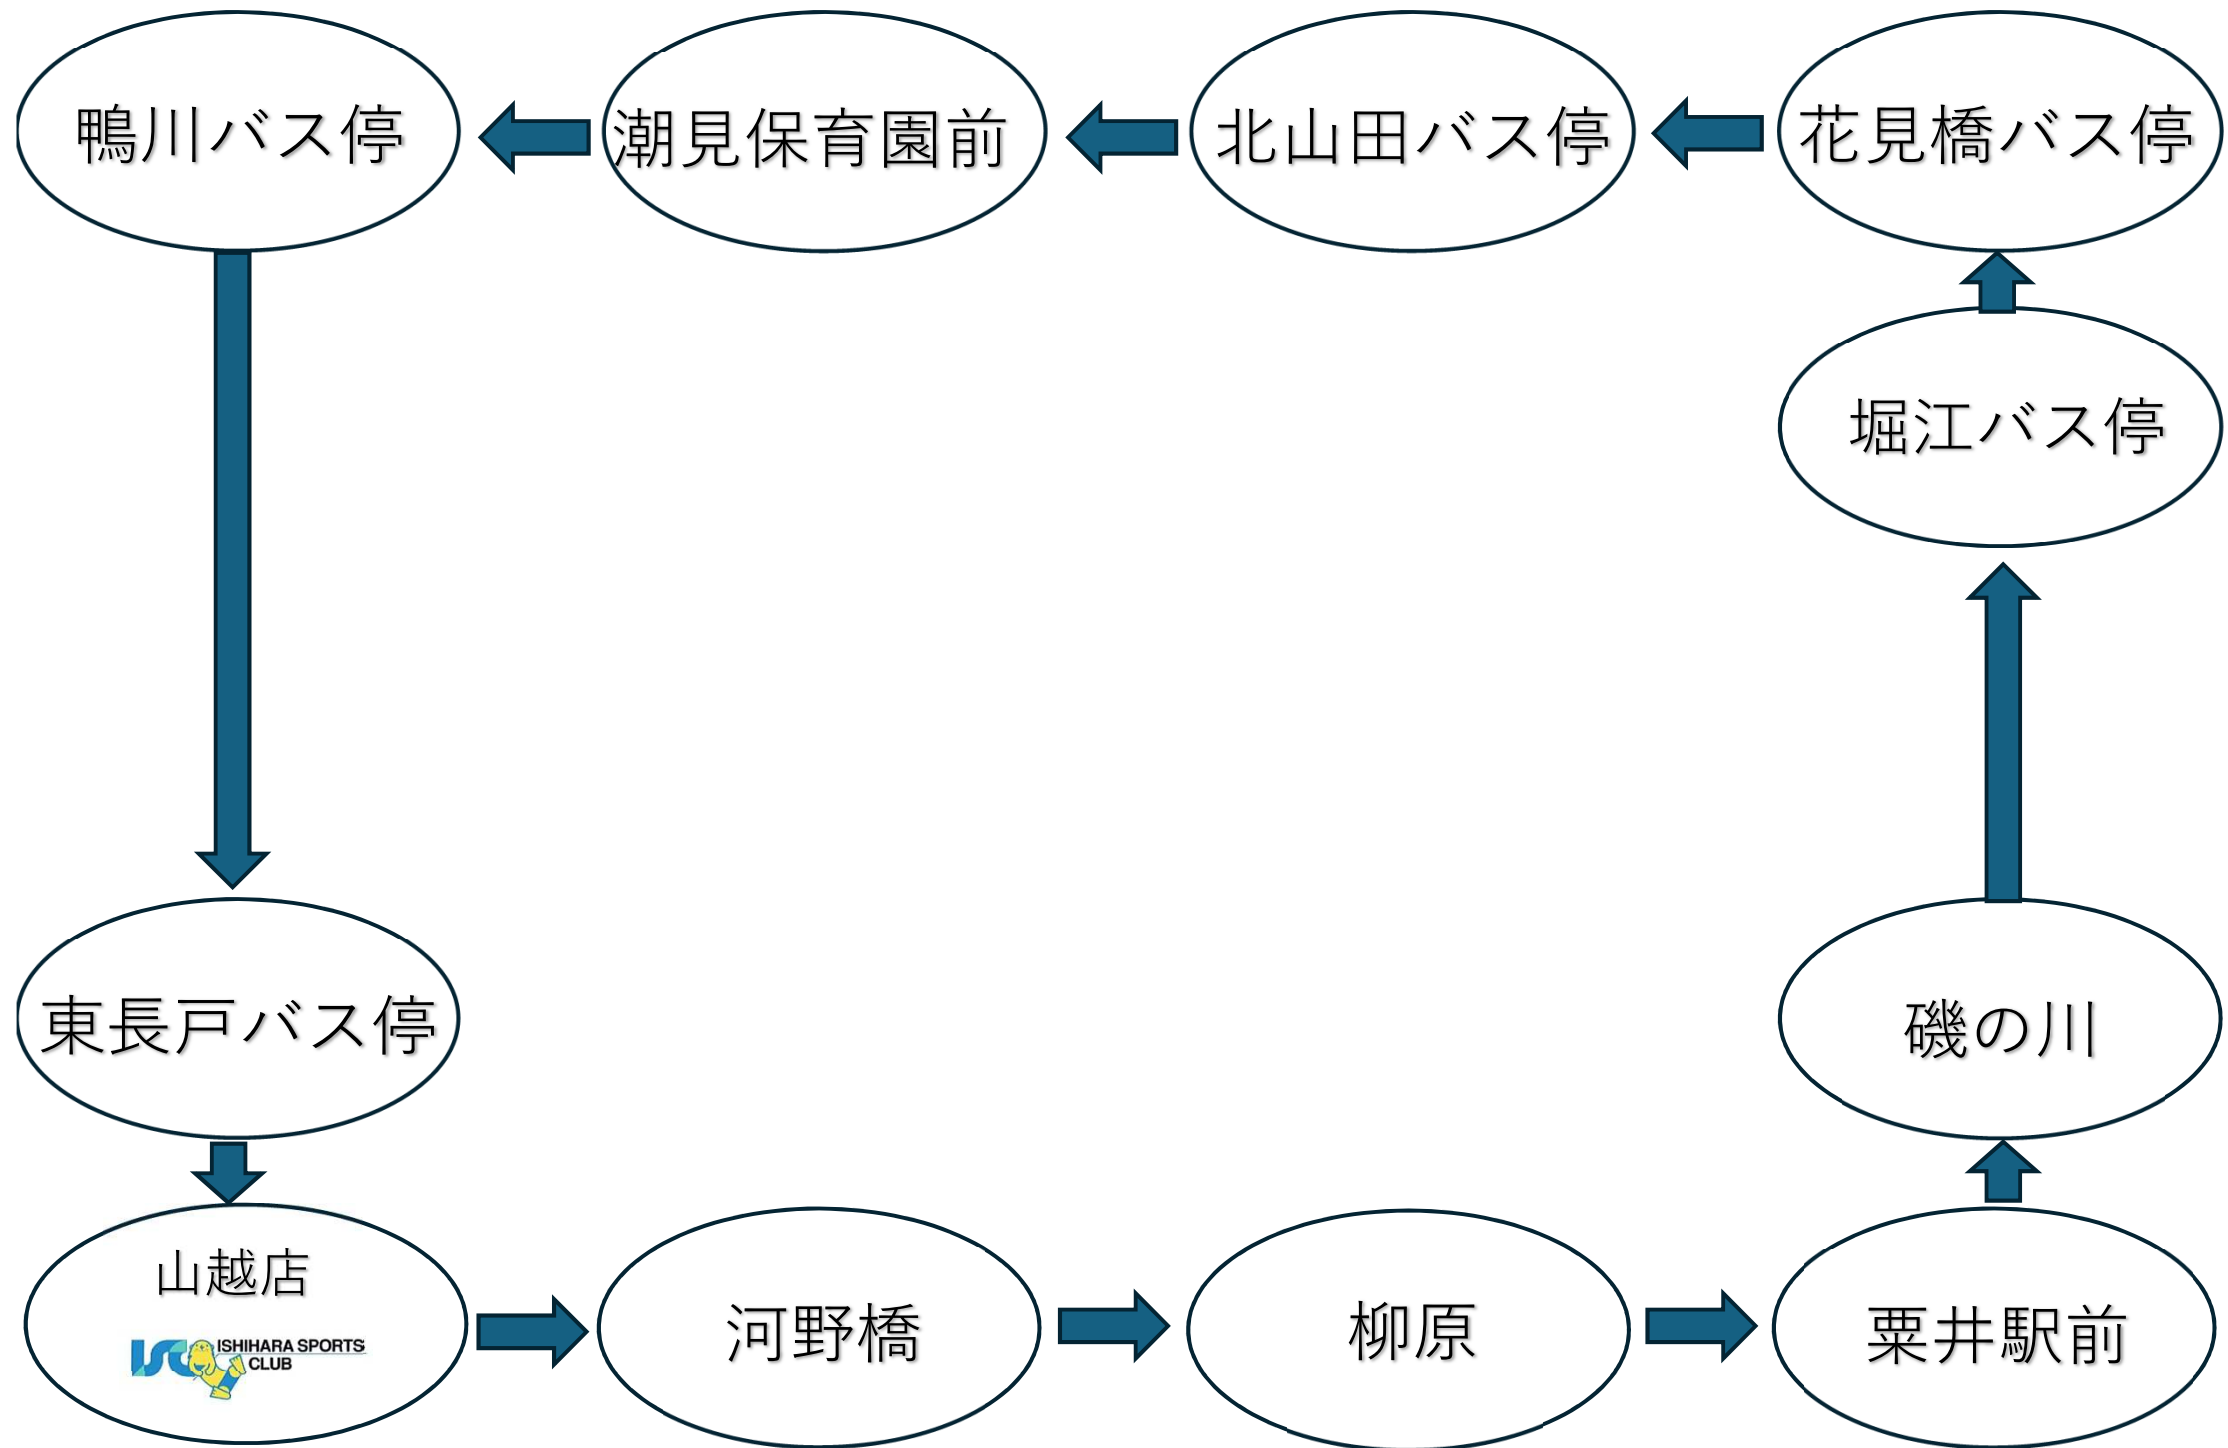 鴨川バス停
潮見保育園前
北山田バス停
花見橋バス停
堀江バス停
東長戸バス停
磯の川
山越店
ISC
ISHIHARA SPORTS
CLUB
河野橋
柳原
粟井駅前